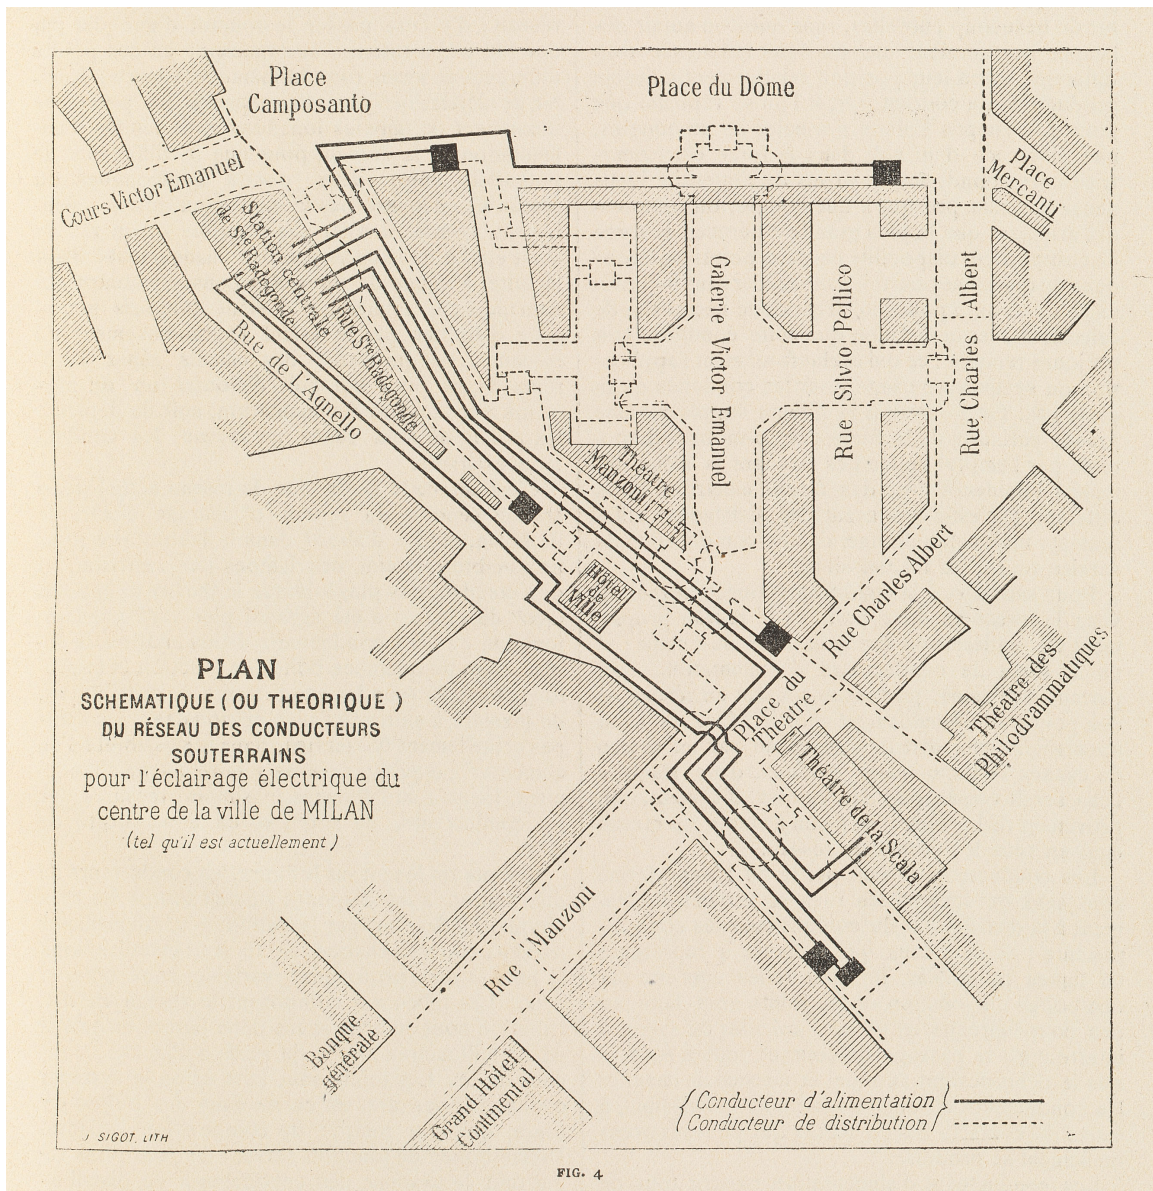 Place
Camposanto
Place du Dôme
Place
Mercanti
Cours Victor Emanuel
Station centrale
de Ste Radegonde
Rue Ste Radegonde
Rue de l'Agnello
Galerie Victor Emanuel
Rue Silvio Pellico
Rue Charles Albert
Théatre
Manzoni
Hôtel
de
Ville
Rue Charles Albert
Place du
Théatre
Théatre des
Philodrammatiques
Théatre de la Scala
PLAN
SCHEMATIQUE (OU THEORIQUE)
DU RÉSEAU DES CONDUCTEURS
SOUTERRAINS
pour l'éclairage électrique du
centre de la ville de MILAN
(tel qu'il est actuellement)
Rue Manzoni
Banque
générale
Grand Hôtel
Continental
Conducteur d'alimentation
Conducteur de distribution
J. SIGOT, LITH
FIG. 4